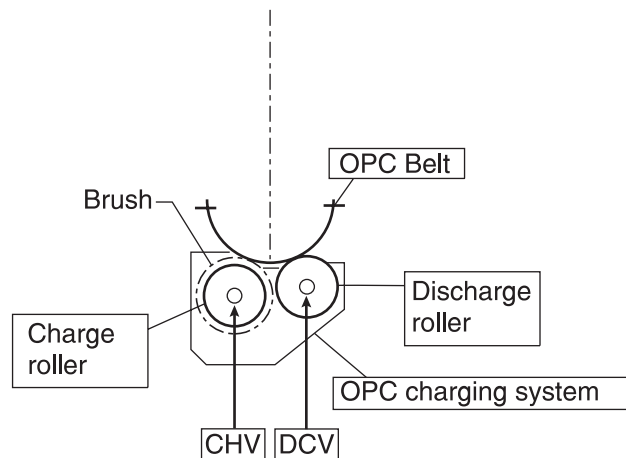 OPC Belt
Brush
Discharge
roller
Charge
roller
OPC charging system
CHV
DCV